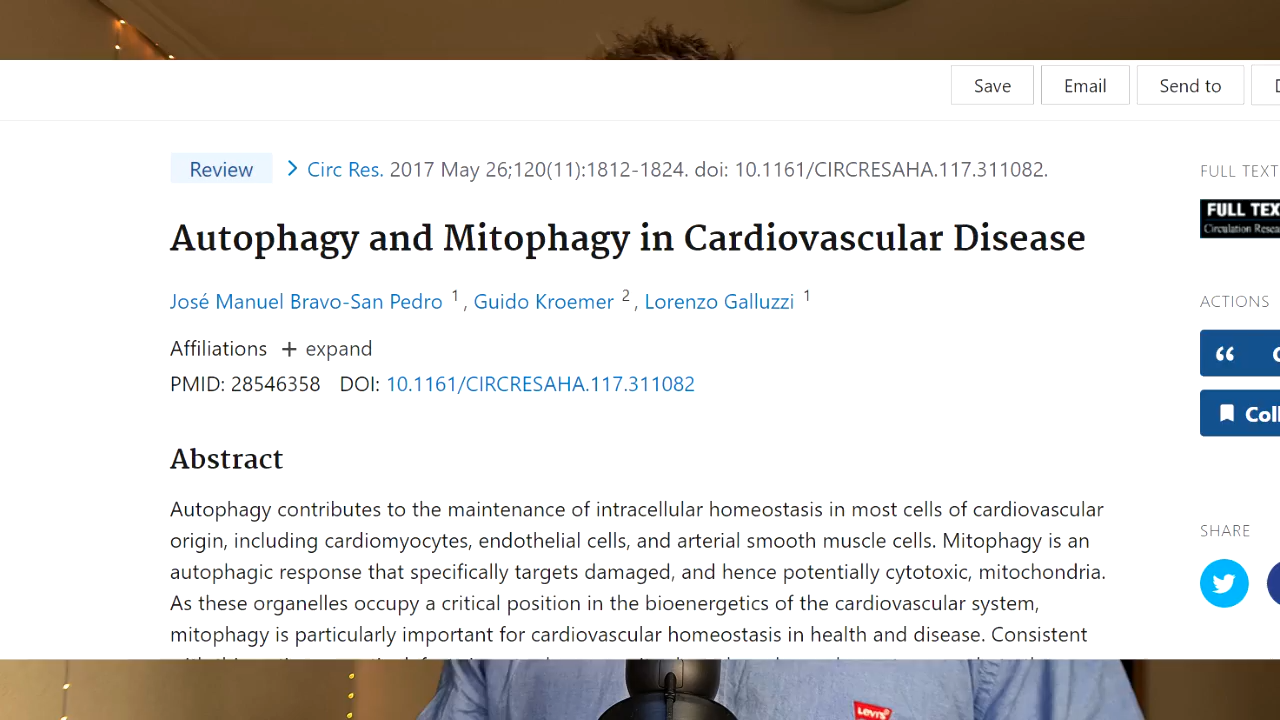 Save Email Send to
Review Circ Res. 2017 May 26;120(11):1812-1824. doi: 10.1161/CIRCRESAHA.117.311082.
FULL TEXT
FULL TEX
Circulation Resea
Autophagy and Mitophagy in Cardiovascular Disease
José Manuel Bravo-San Pedro 1, Guido Kroemer 2, Lorenzo Galluzzi 1
ACTIONS
Affiliations + expand
PMID: 28546358 DOI: 10.1161/CIRCRESAHA.117.311082
Coll
Abstract
Autophagy contributes to the maintenance of intracellular homeostasis in most cells of cardiovascular
origin, including cardiomyocytes, endothelial cells, and arterial smooth muscle cells. Mitophagy is an
autophagic response that specifically targets damaged, and hence potentially cytotoxic, mitochondria.
As these organelles occupy a critical position in the bioenergetics of the cardiovascular system,
mitophagy is particularly important for cardiovascular homeostasis in health and disease. Consistent
SHARE
Levi's